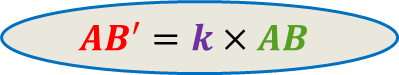 AB′ = k × AB